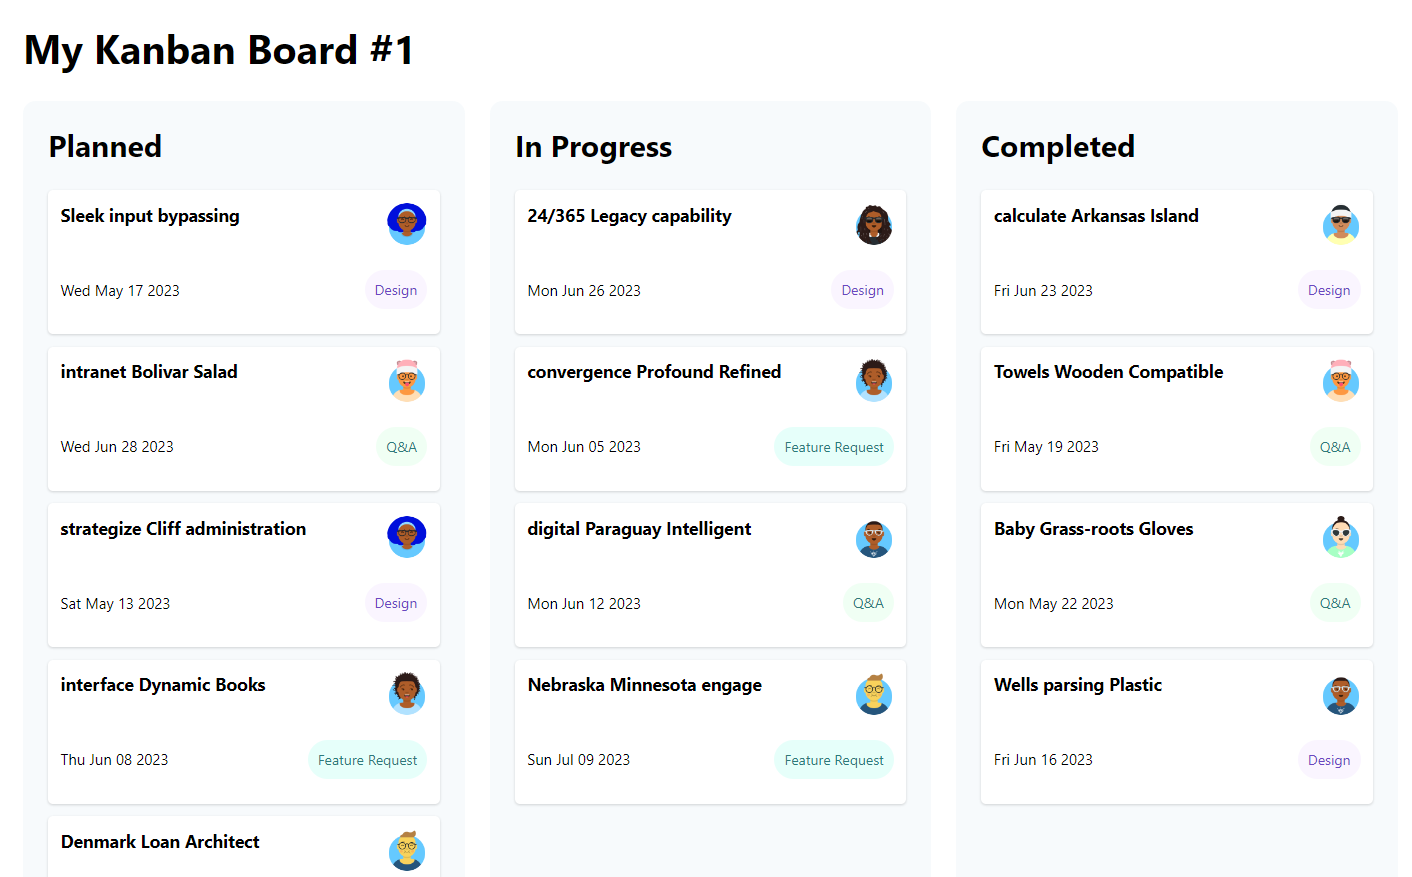 My Kanban Board #1
Planned
Sleek input bypassing
Wed May 17 2023
Design
intranet Bolivar Salad
Wed Jun 28 2023
Q&A
strategize Cliff administration
Sat May 13 2023
Design
interface Dynamic Books
Thu Jun 08 2023
Feature Request
Denmark Loan Architect
In Progress
24/365 Legacy capability
Mon Jun 26 2023
Design
convergence Profound Refined
Mon Jun 05 2023
Feature Request
digital Paraguay Intelligent
Mon Jun 12 2023
Q&A
Nebraska Minnesota engage
Sun Jul 09 2023
Feature Request
Completed
calculate Arkansas Island
Fri Jun 23 2023
Design
Towels Wooden Compatible
Fri May 19 2023
Q&A
Baby Grass-roots Gloves
Mon May 22 2023
Q&A
Wells parsing Plastic
Fri Jun 16 2023
Design